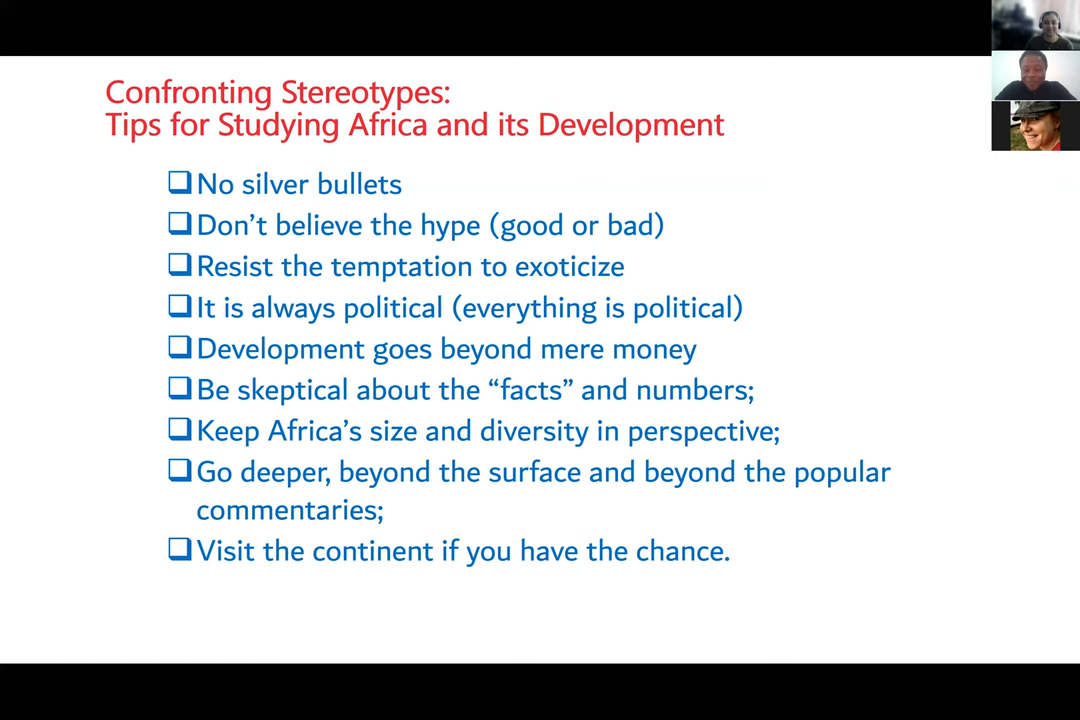 Confronting Stereotypes:
Tips for Studying Africa and its Development
❑No silver bullets
❑Don’t believe the hype (good or bad)
❑Resist the temptation to exoticize
❑It is always political (everything is political)
❑Development goes beyond mere money
❑Be skeptical about the “facts” and numbers;
❑Keep Africa’s size and diversity in perspective;
❑Go deeper, beyond the surface and beyond the popular
commentaries;
❑Visit the continent if you have the chance.